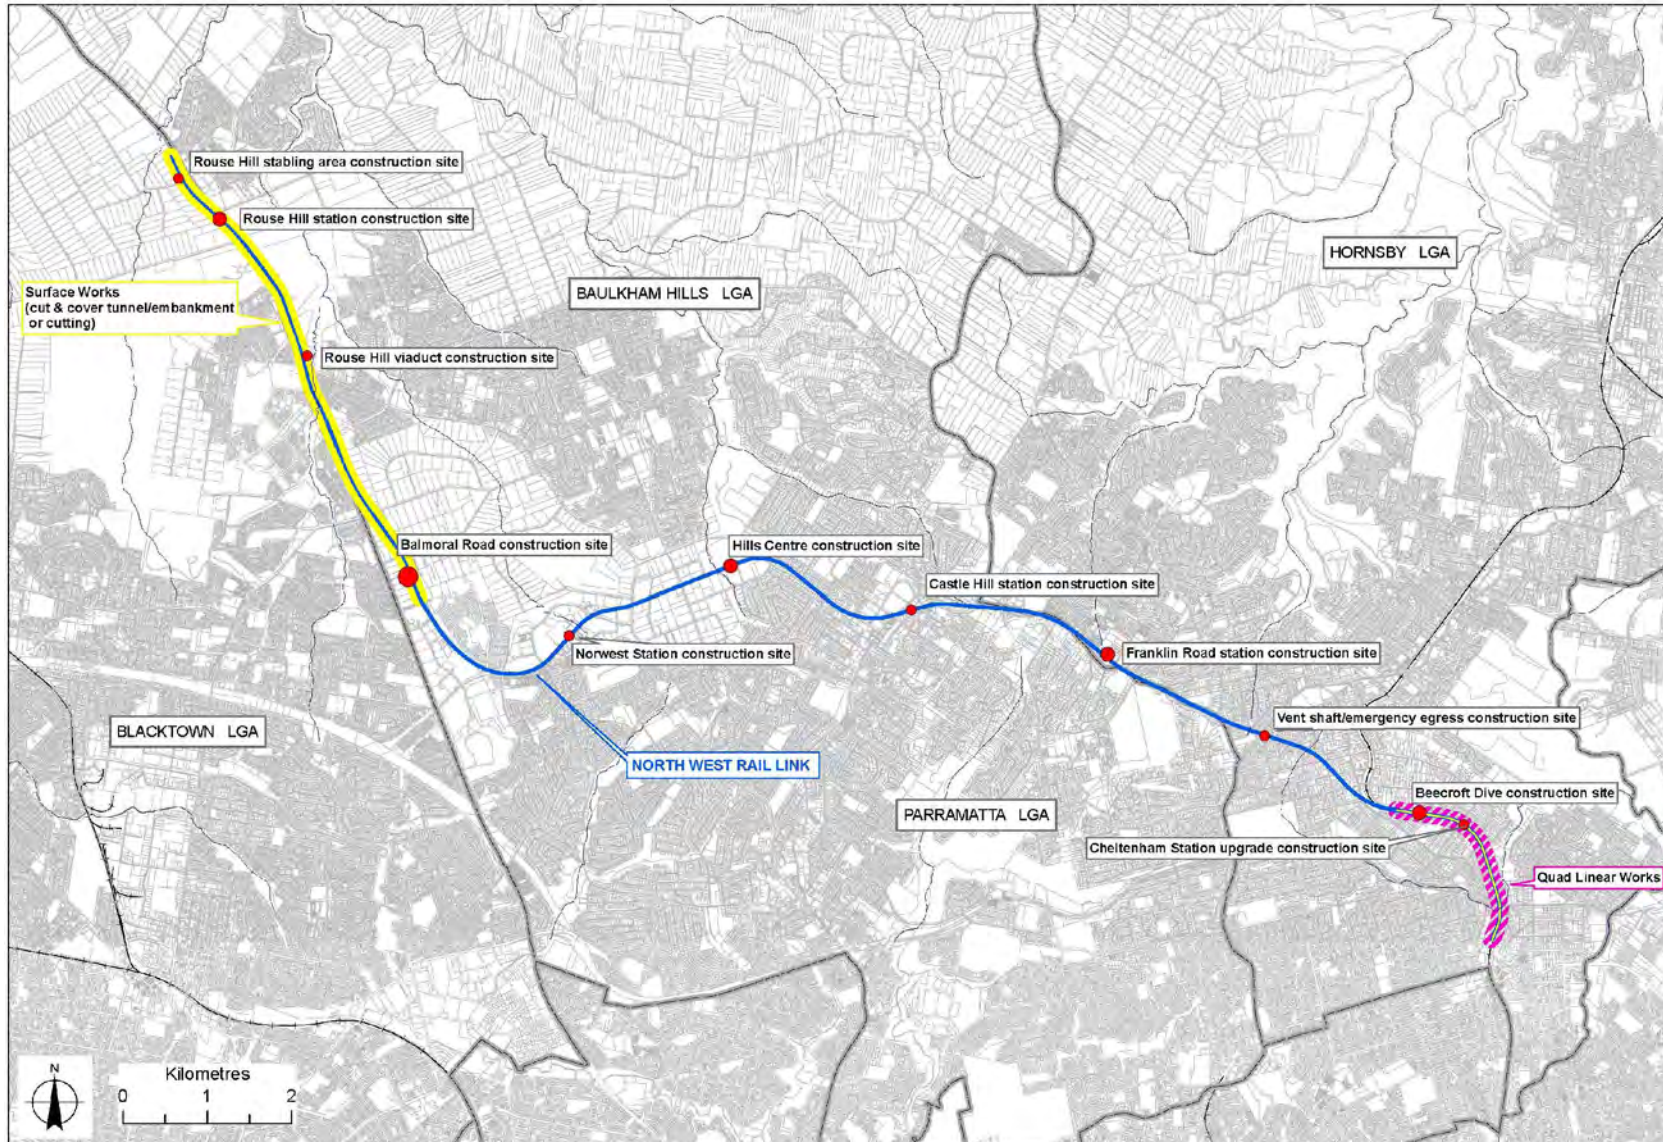 Rouse Hill stabling area construction site
Rouse Hill station construction site
HORNSBY LGA
Surface Works
(cut & cover tunnel/embankment
or cutting)
BAULKHAM HILLS LGA
Rouse Hill viaduct construction site
Balmoral Road construction site
Hills Centre construction site
Castle Hill station construction site
Norwest Station construction site
Franklin Road station construction site
Vent shaft/emergency egress construction site
BLACKTOWN LGA
NORTH WEST RAIL LINK
Beecroft Dive construction site
PARRAMATTA LGA
Cheltenham Station upgrade construction site
Quad Linear Works
N
Kilometres
0 1 2